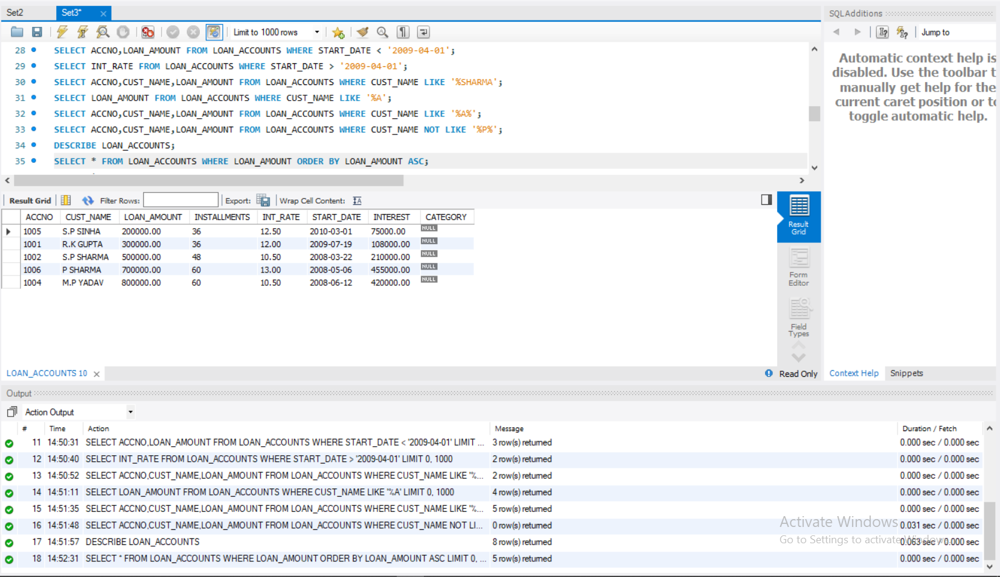 Set2
Set3*
SQLAdditions
Limit to 1000 rows
Jump to
28 SELECT ACCNO,LOAN_AMOUNT FROM LOAN_ACCOUNTS WHERE START_DATE < '2009-04-01';
29 SELECT INT_RATE FROM LOAN_ACCOUNTS WHERE START_DATE > '2009-04-01';
30 SELECT ACCNO,CUST_NAME,LOAN_AMOUNT FROM LOAN_ACCOUNTS WHERE CUST_NAME LIKE '%SHARMA';
31 SELECT LOAN_AMOUNT FROM LOAN_ACCOUNTS WHERE CUST_NAME LIKE '%A';
32 SELECT ACCNO,CUST_NAME,LOAN_AMOUNT FROM LOAN_ACCOUNTS WHERE CUST_NAME LIKE '%A%';
33 SELECT ACCNO,CUST_NAME,LOAN_AMOUNT FROM LOAN_ACCOUNTS WHERE CUST_NAME NOT LIKE '%P%';
34 DESCRIBE LOAN_ACCOUNTS;
35 SELECT * FROM LOAN_ACCOUNTS WHERE LOAN_AMOUNT ORDER BY LOAN_AMOUNT ASC;
Automatic context help is
disabled. Use the toolbar t
manually get help for the
current caret position or to
toggle automatic help.
Result Grid Filter Rows: Export: Wrap Cell Content:
ACCNO CUST_NAME LOAN_AMOUNT INSTALLMENTS INT_RATE START_DATE INTEREST CATEGORY
1005 S.P SINHA 200000.00 36 12.50 2010-03-01 75000.00 NULL
1001 R.K GUPTA 300000.00 36 12.00 2009-07-19 108000.00 NULL
1002 S.P SHARMA 500000.00 48 10.50 2008-03-22 210000.00 NULL
1006 P SHARMA 700000.00 60 13.00 2008-05-06 455000.00 NULL
1004 M.P YADAV 800000.00 60 10.50 2008-06-12 420000.00 NULL
Result
Grid
Form
Editor
Field
Types
LOAN_ACCOUNTS 10
Read Only
Context Help Snippets
Output
Action Output
# Time Action Message Duration / Fetch
11 14:50:31 SELECT ACCNO,LOAN_AMOUNT FROM LOAN_ACCOUNTS WHERE START_DATE < '2009-04-01' LIMIT ... 3 row(s) returned 0.000 sec / 0.000 sec
12 14:50:40 SELECT INT_RATE FROM LOAN_ACCOUNTS WHERE START_DATE > '2009-04-01' LIMIT 0, 1000 2 row(s) returned 0.000 sec / 0.000 sec
13 14:50:52 SELECT ACCNO,CUST_NAME,LOAN_AMOUNT FROM LOAN_ACCOUNTS WHERE CUST_NAME LIKE '%... 2 row(s) returned 0.000 sec / 0.000 sec
14 14:51:11 SELECT LOAN_AMOUNT FROM LOAN_ACCOUNTS WHERE CUST_NAME LIKE '%A' LIMIT 0, 1000 4 row(s) returned 0.000 sec / 0.000 sec
15 14:51:35 SELECT ACCNO,CUST_NAME,LOAN_AMOUNT FROM LOAN_ACCOUNTS WHERE CUST_NAME LIKE '%... 5 row(s) returned 0.000 sec / 0.000 sec
16 14:51:48 SELECT ACCNO,CUST_NAME,LOAN_AMOUNT FROM LOAN_ACCOUNTS WHERE CUST_NAME NOT LI... 0 row(s) returned 0.031 sec / 0.000 sec
17 14:51:57 DESCRIBE LOAN_ACCOUNTS 8 row(s) returned 0.063 sec / 0.000 sec
18 14:52:31 SELECT * FROM LOAN_ACCOUNTS WHERE LOAN_AMOUNT ORDER BY LOAN_AMOUNT ASC LIMIT 0, ... 5 row(s) returned 0.000 sec / 0.000 sec
Activate Windows
Go to Settings to activate Windows.